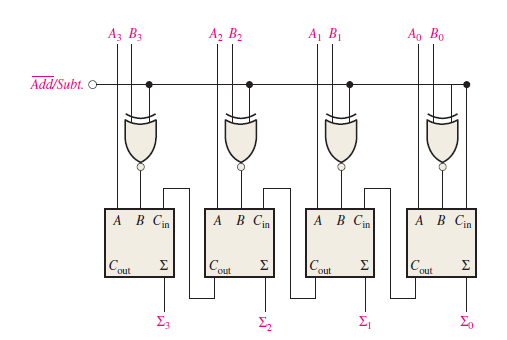 A₃ B₃ A₂ B₂ A₁ B₁ A₀ B₀
A̅d̅d̅/Subt.
A B Cᵢₙ A B Cᵢₙ A B Cᵢₙ A B Cᵢₙ
Cₒᵤₜ Σ Cₒᵤₜ Σ Cₒᵤₜ Σ Cₒᵤₜ Σ
Σ₃ Σ₂ Σ₁ Σ₀